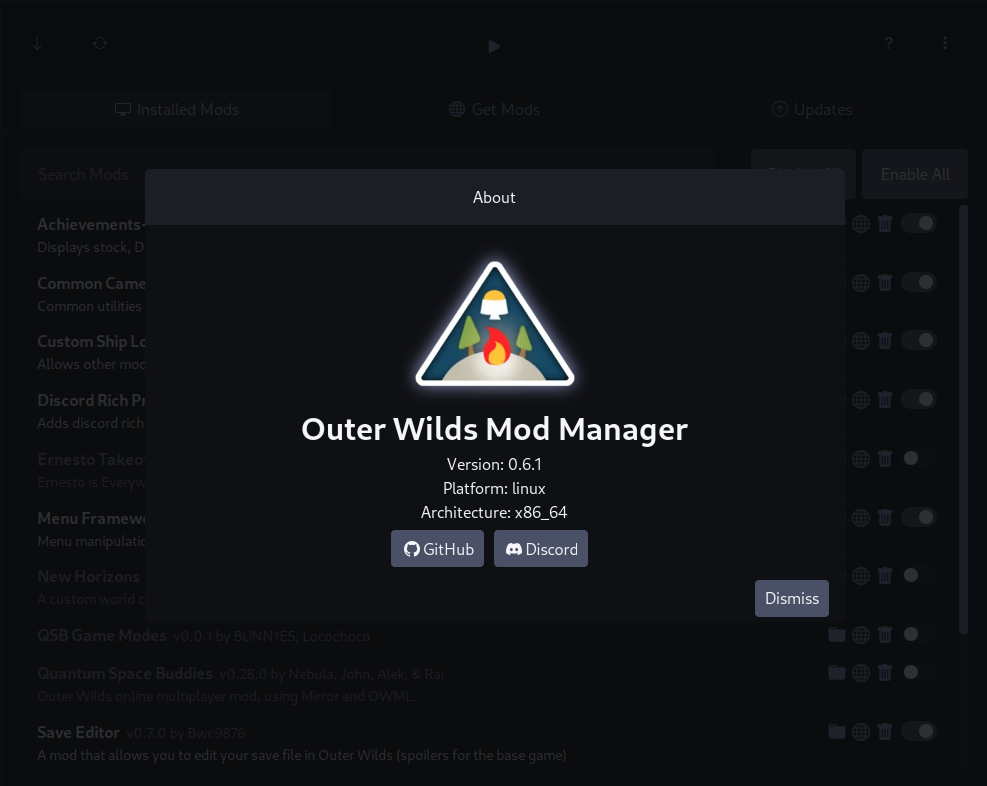 ?
Installed Mods
Get Mods
Updates
Search Mods
Enable All
About
Achievements-
Displays stock, D
Common Came
Common utilities
Custom Ship Lo
Allows other mod
Discord Rich Pr
Adds discord rich
Ernesto Takeov
Ernesto is Everyw
Menu Framewo
Menu manipulatio
New Horizons
A custom world c
Outer Wilds Mod Manager
Version: 0.6.1
Platform: linux
Architecture: x86_64
GitHub
Discord
Dismiss
QSB Game Modes v0.0.1 by BUNN1E5, Locochoco
Quantum Space Buddies v0.28.0 by Nebula, John, Alek, & Rai
Outer Wilds online multiplayer mod, using Mirror and OWML.
Save Editor v0.7.0 by Bwc9876
A mod that allows you to edit your save file in Outer Wilds (spoilers for the base game)